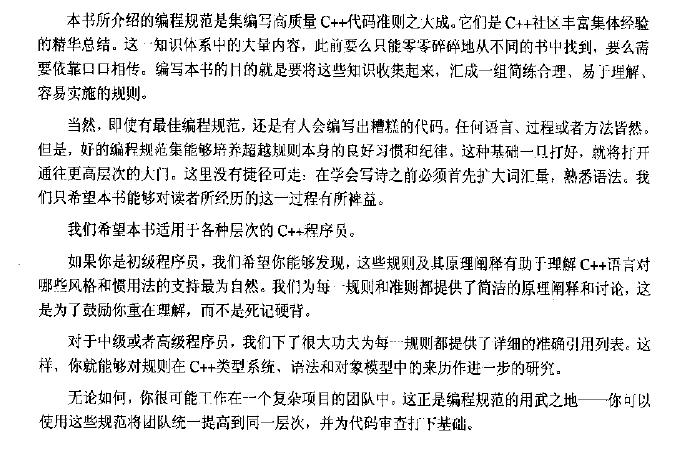 本书所介绍的编程规范是集编写高质量 C++代码准则之大成。它们是 C++社区丰富集体经验
的精华总结。这一知识体系中的大量内容，此前要么只能零零碎碎地从不同的书中找到，要么需
要依靠口口相传。编写本书的目的就是要将这些知识收集起来，汇成一组简练合理、易于理解、
容易实施的规则。
当然，即使有最佳编程规范，还是有人会编写出糟糕的代码。任何语言、过程或者方法皆然。
但是，好的编程规范集能够培养超越规则本身的良好习惯和纪律。这种基础一旦打好，就将打开
通往更高层次的大门。这里没有捷径可走：在学会写诗之前必须首先扩大词汇量，熟悉语法。我
们只希望本书能够对读者所经历的这一过程有所裨益。
我们希望本书适用于各种层次的 C++程序员。
如果你是初级程序员，我们希望你能够发现，这些规则及其原理阐释有助于理解 C++语言对
哪些风格和惯用法的支持最为自然。我们为每一规则和准则都提供了简洁的原理阐释和讨论，这
是为了鼓励你重在理解，而不是死记硬背。
对于中级或者高级程序员，我们下了很大功夫为每一规则都提供了详细的准确引用列表。这
样，你就能够对规则在 C++类型系统、语法和对象模型中的来历作进一步的研究。
无论如何，你很可能工作在一个复杂项目的团队中。这正是编程规范的用武之地——你可以
使用这些规范将团队统一提高到同一层次，并为代码审查打下基础。